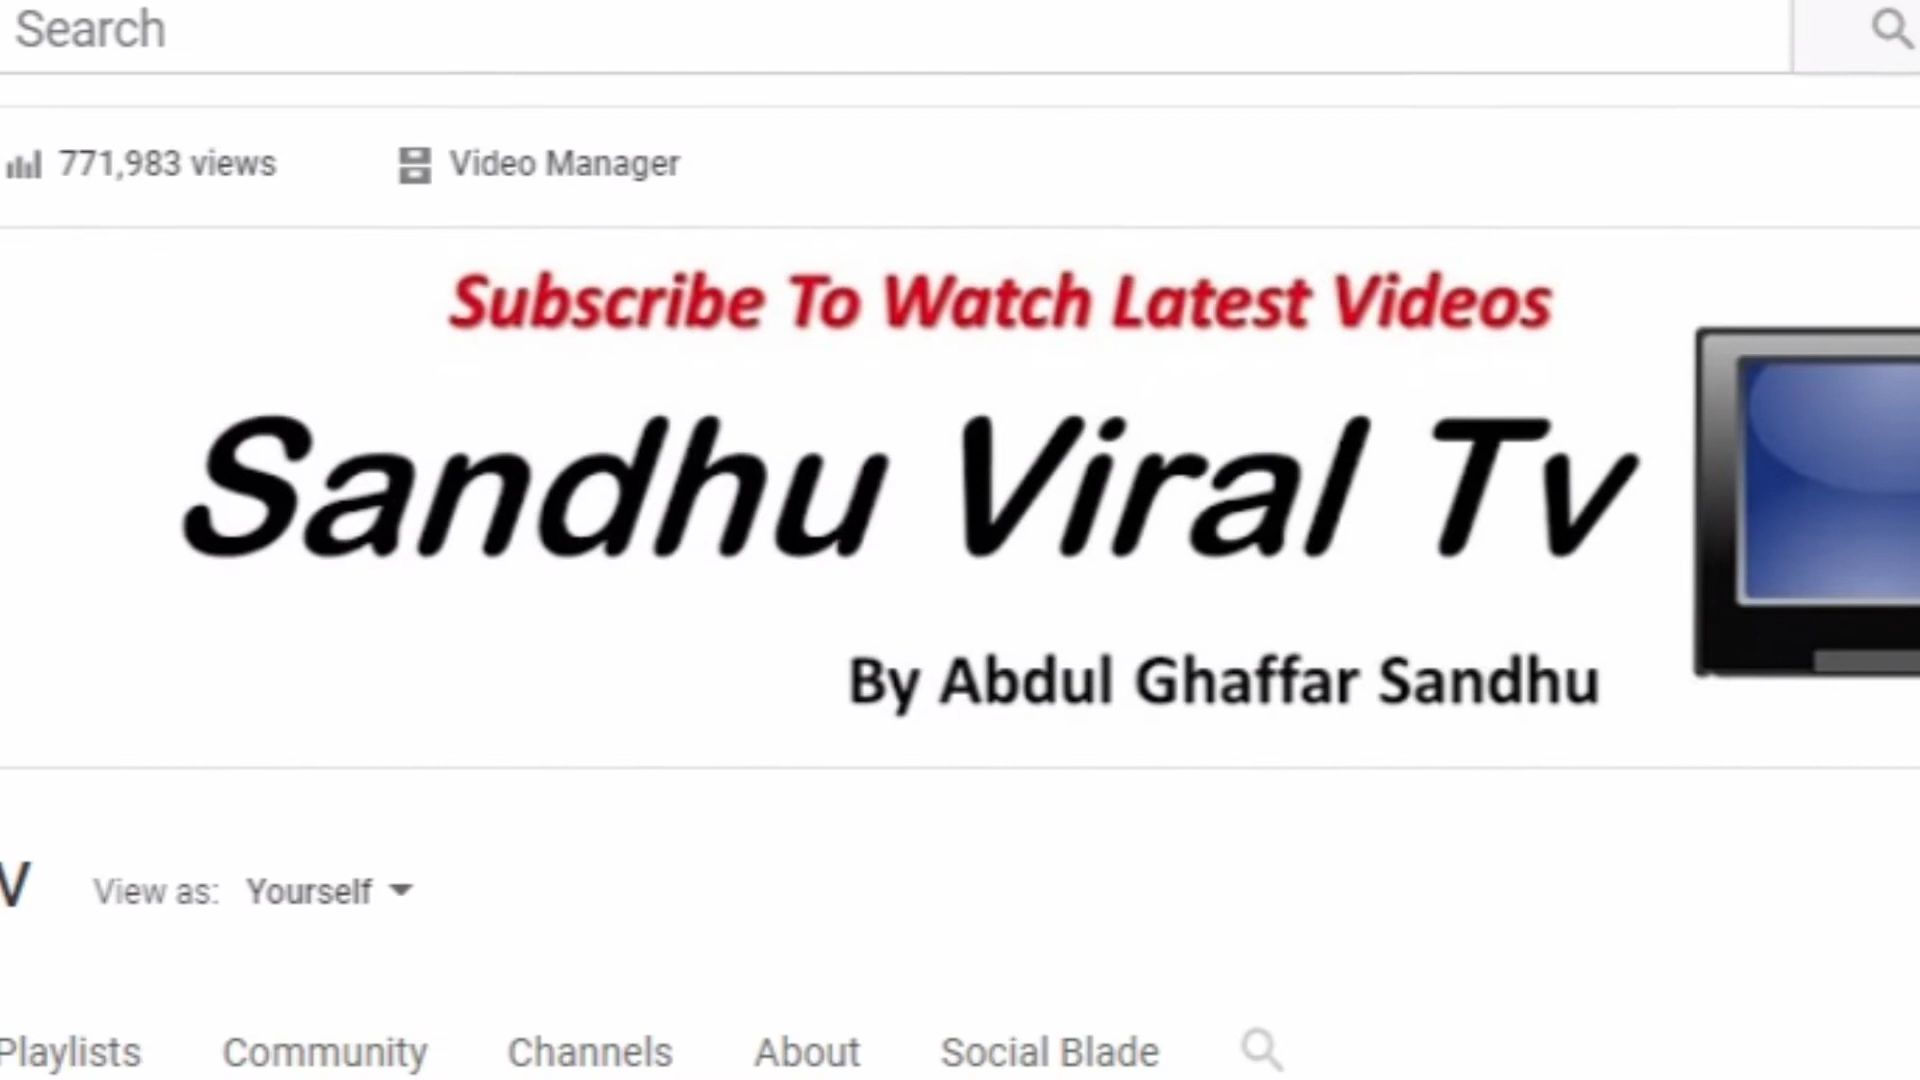 Search
771,983 views Video Manager
Subscribe To Watch Latest Videos
Sandhu Viral Tv
By Abdul Ghaffar Sandhu
V View as: Yourself
Playlists Community Channels About Social Blade